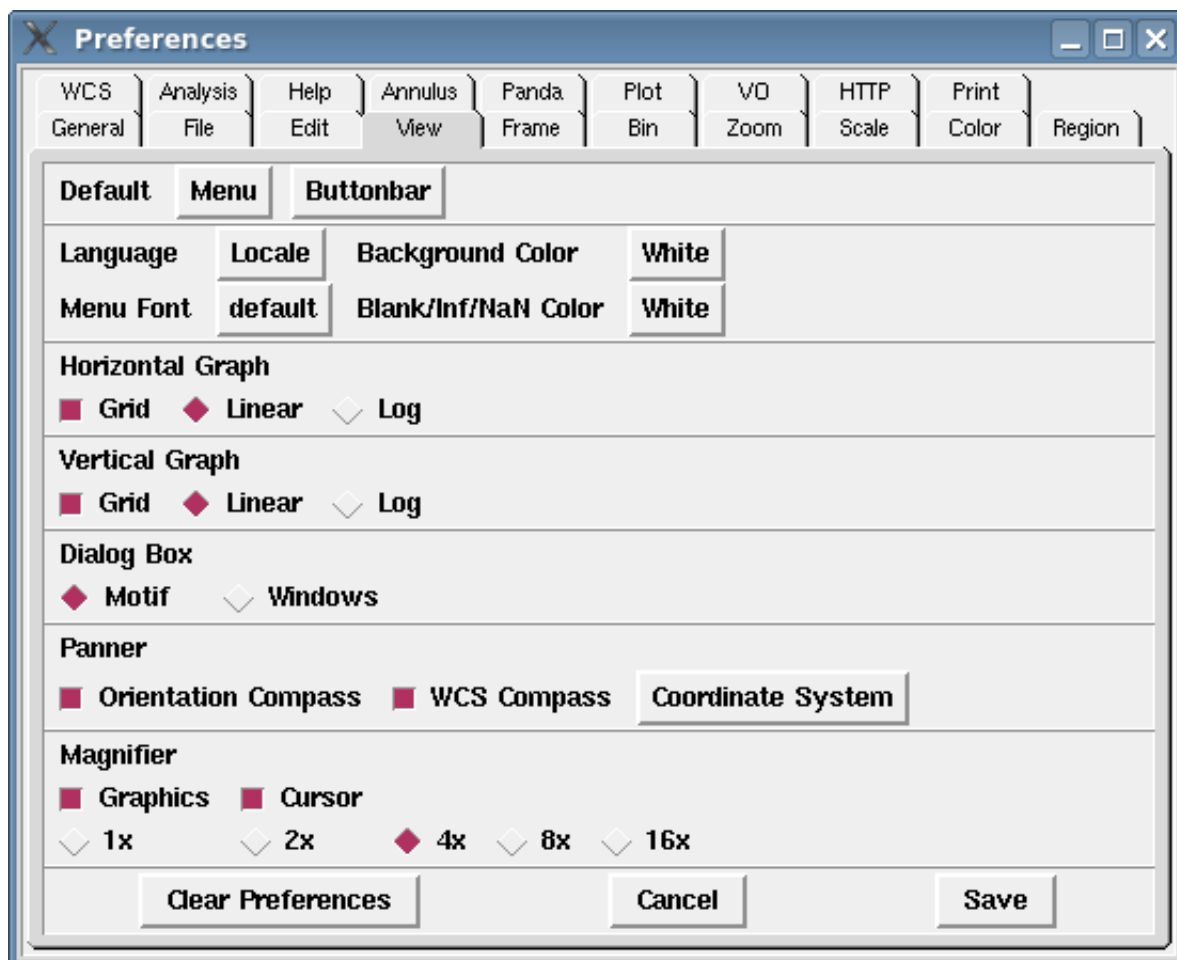 Preferences
WCS Analysis Help Annulus Panda Plot VO HTTP Print
General File Edit View Frame Bin Zoom Scale Color Region
Default Menu Buttonbar
Language Locale Background Color White
Menu Font default Blank/Inf/NaN Color White
Horizontal Graph
Grid Linear Log
Vertical Graph
Grid Linear Log
Dialog Box
Motif Windows
Panner
Orientation Compass WCS Compass Coordinate System
Magnifier
Graphics Cursor
1x 2x 4x 8x 16x
Clear Preferences Cancel Save